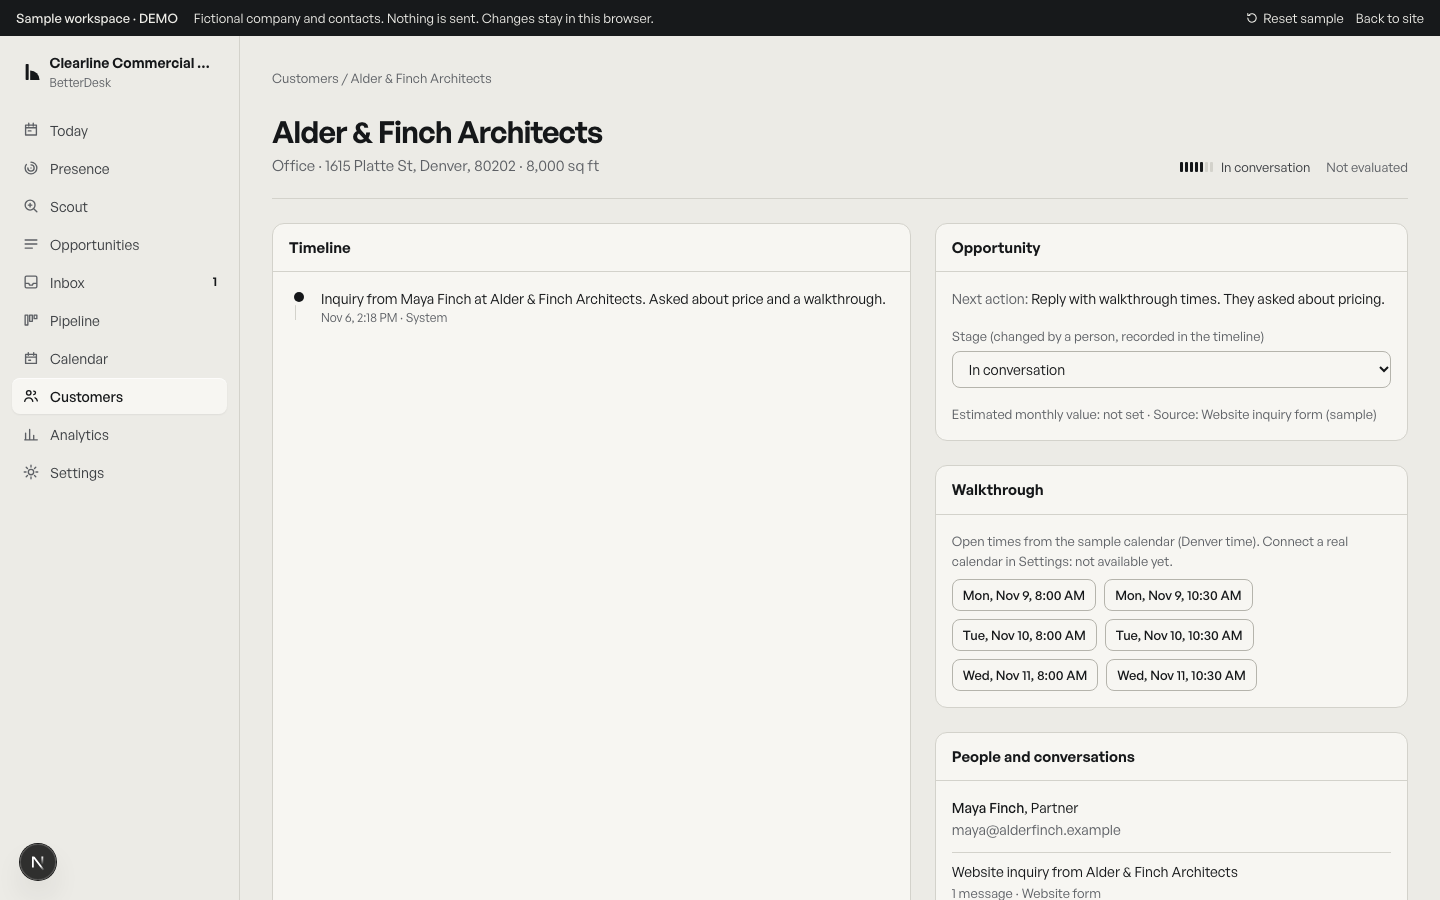 Sample workspace · DEMO Fictional company and contacts. Nothing is sent. Changes stay in this browser. Reset sample Back to site
Clearline Commercial ...
BetterDesk
Today
Presence
Scout
Opportunities
Inbox 1
Pipeline
Calendar
Customers
Analytics
Settings
N
Customers / Alder & Finch Architects
Alder & Finch Architects
Office · 1615 Platte St, Denver, 80202 · 8,000 sq ft
In conversation Not evaluated
Timeline
Inquiry from Maya Finch at Alder & Finch Architects. Asked about price and a walkthrough.
Nov 6, 2:18 PM · System
Opportunity
Next action: Reply with walkthrough times. They asked about pricing.
Stage (changed by a person, recorded in the timeline)
In conversation
Estimated monthly value: not set · Source: Website inquiry form (sample)
Walkthrough
Open times from the sample calendar (Denver time). Connect a real
calendar in Settings: not available yet.
Mon, Nov 9, 8:00 AM Mon, Nov 9, 10:30 AM
Tue, Nov 10, 8:00 AM Tue, Nov 10, 10:30 AM
Wed, Nov 11, 8:00 AM Wed, Nov 11, 10:30 AM
People and conversations
Maya Finch, Partner
maya@alderfinch.example
Website inquiry from Alder & Finch Architects
1 message · Website form